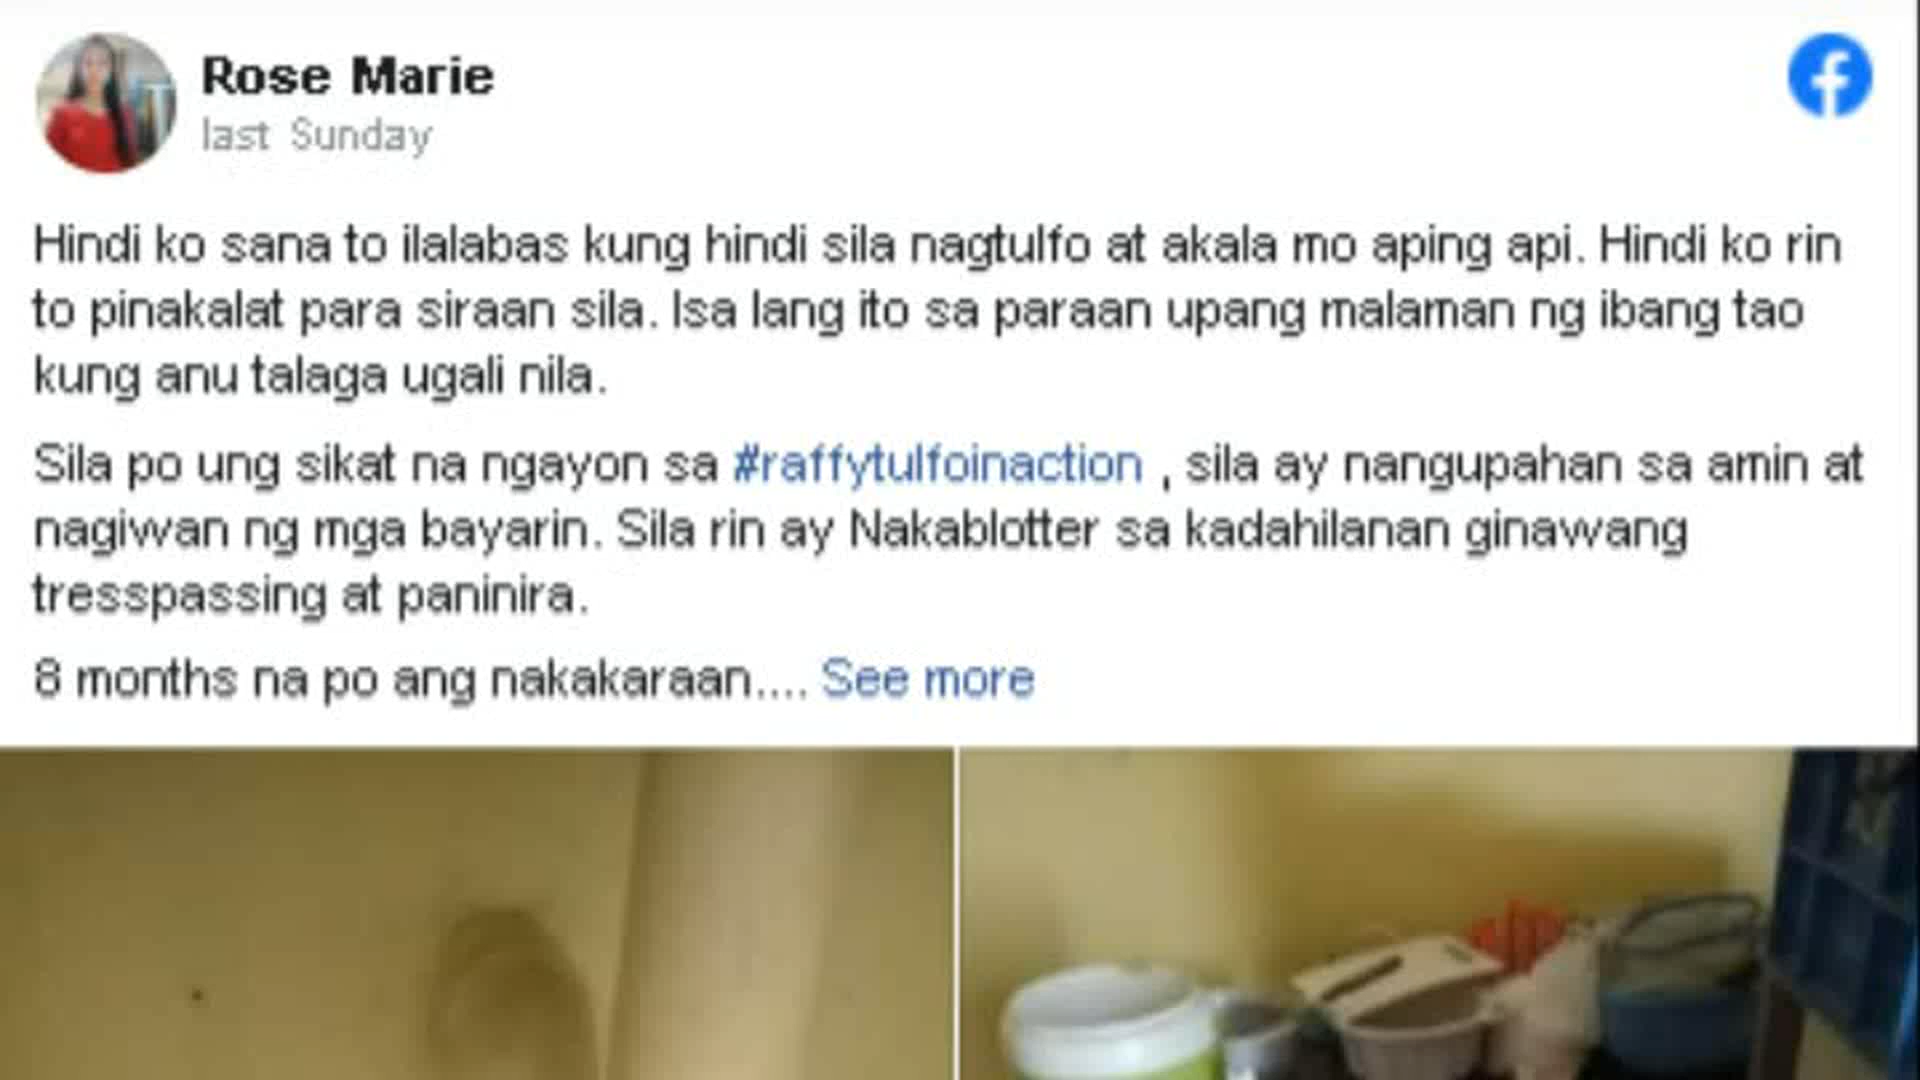 Rose Marie
last Sunday
Hindi ko sana to ilalabas kung hindi sila nagtulfo at akala mo aping api. Hindi ko rin
to pinakalat para siraan sila. Isa lang ito sa paraan upang malaman ng ibang tao
kung anu talaga ugali nila.
Sila po ung sikat na ngayon sa #raffytulfoinaction , sila ay nangupahan sa amin at
nagiwan ng mga bayarin. Sila rin ay Nakablotter sa kadahilanan ginawang
tresspassing at paninira.
8 months na po ang nakakaraan.... See more